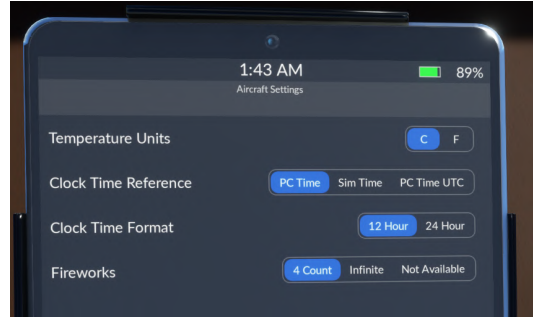 1:43 AM 89%
Aircraft Settings
Temperature Units C F
Clock Time Reference PC Time Sim Time PC Time UTC
Clock Time Format 12 Hour 24 Hour
Fireworks 4 Count Infinite Not Available